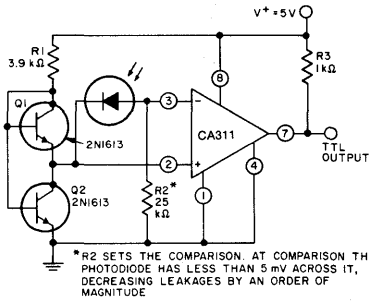 V+=5V
R1
3.9 kΩ
R3
1kΩ
8
Q1
3
−
CA311
2N1613
7
2
+
4
TTL
OUTPUT
Q2
2N1613
R2*
25
kΩ
1
*R2 SETS THE COMPARISON. AT COMPARISON TH
PHOTODIODE HAS LESS THAN 5 mV ACROSS IT,
DECREASING LEAKAGES BY AN ORDER OF
MAGNITUDE